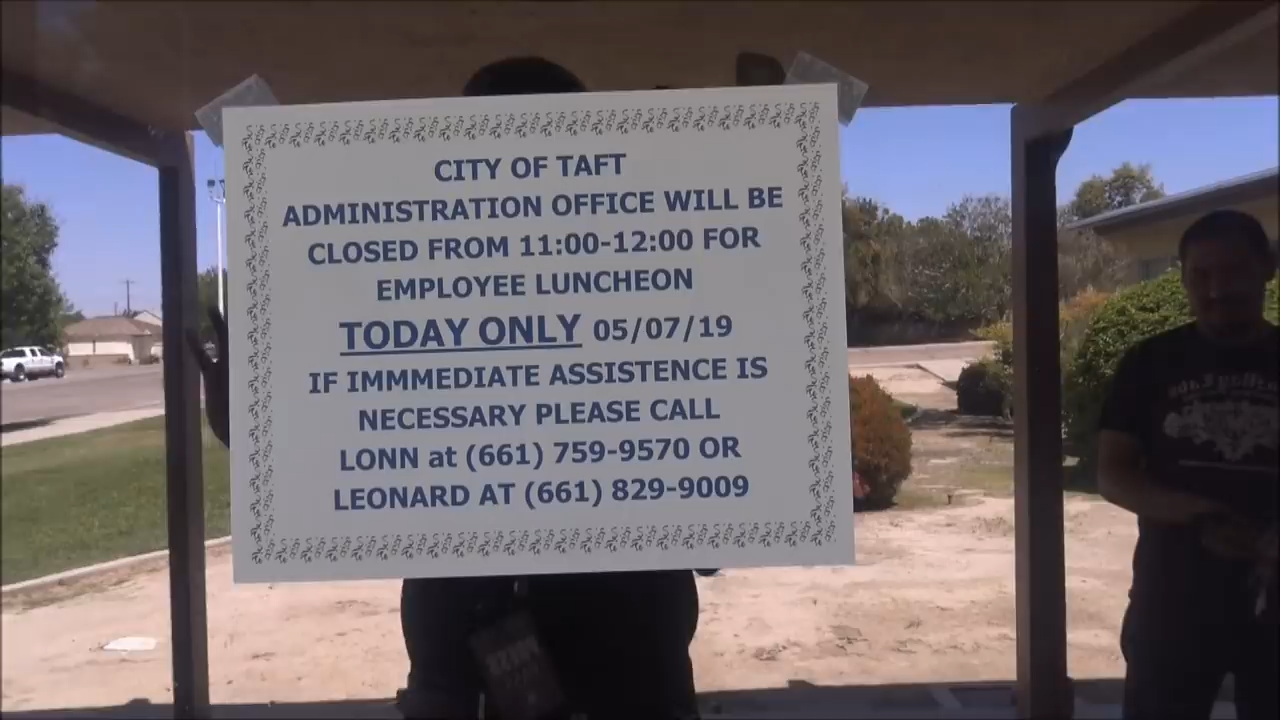 CITY OF TAFT
ADMINISTRATION OFFICE WILL BE
CLOSED FROM 11:00-12:00 FOR
EMPLOYEE LUNCHEON
TODAY ONLY 05/07/19
IF IMMMEDIATE ASSISTENCE IS
NECESSARY PLEASE CALL
LONN at (661) 759-9570 OR
LEONARD AT (661) 829-9009